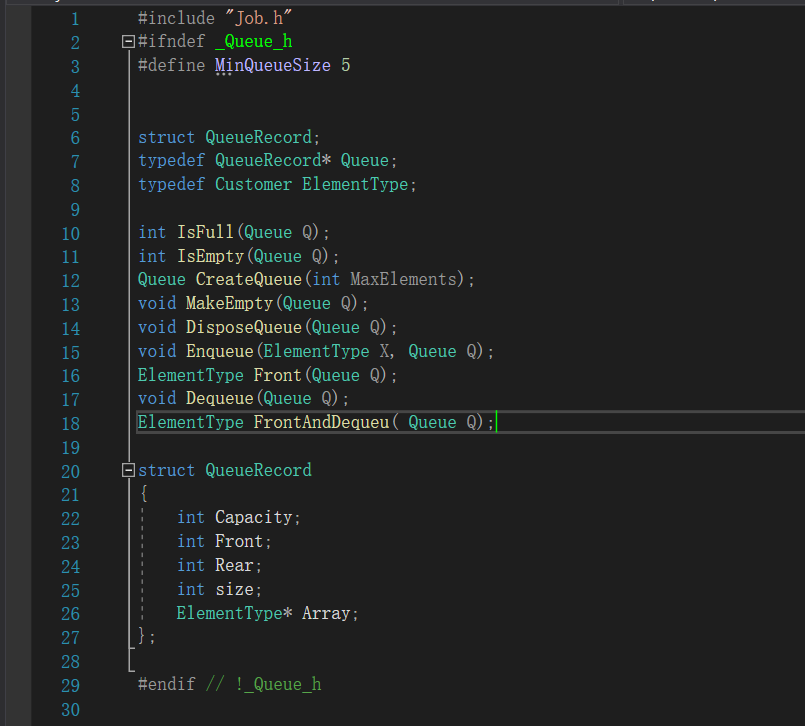 1 #include "Job.h"
2 #ifndef _Queue_h
3 #define MinQueueSize 5
4
5
6 struct QueueRecord;
7 typedef QueueRecord* Queue;
8 typedef Customer ElementType;
9
10 int IsFull(Queue Q);
11 int IsEmpty(Queue Q);
12 Queue CreateQueue(int MaxElements);
13 void MakeEmpty(Queue Q);
14 void DisposeQueue(Queue Q);
15 void Enqueue(ElementType X, Queue Q);
16 ElementType Front(Queue Q);
17 void Dequeue(Queue Q);
18 ElementType FrontAndDequeu( Queue Q);
19
20 struct QueueRecord
21 {
22 int Capacity;
23 int Front;
24 int Rear;
25 int size;
26 ElementType* Array;
27 };
28
29 #endif // !_Queue_h
30